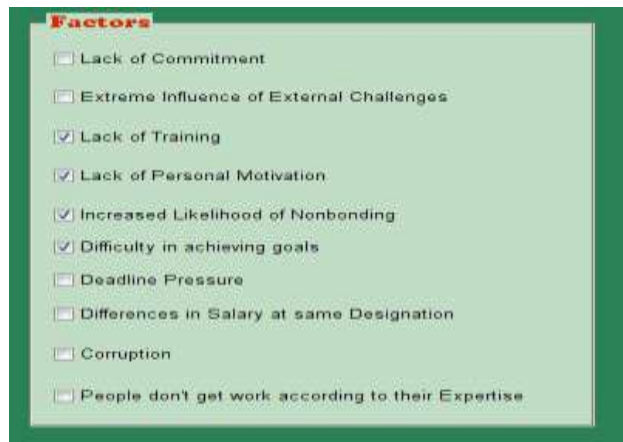 Factors
Lack of Commitment
Extreme Influence of External Challenges
Lack of Training
Lack of Personal Motivation
Increased Likelihood of Nonbonding
Difficulty in achieving goals
Deadline Pressure
Differences in Salary at same Designation
Corruption
People don't get work according to their Expertise